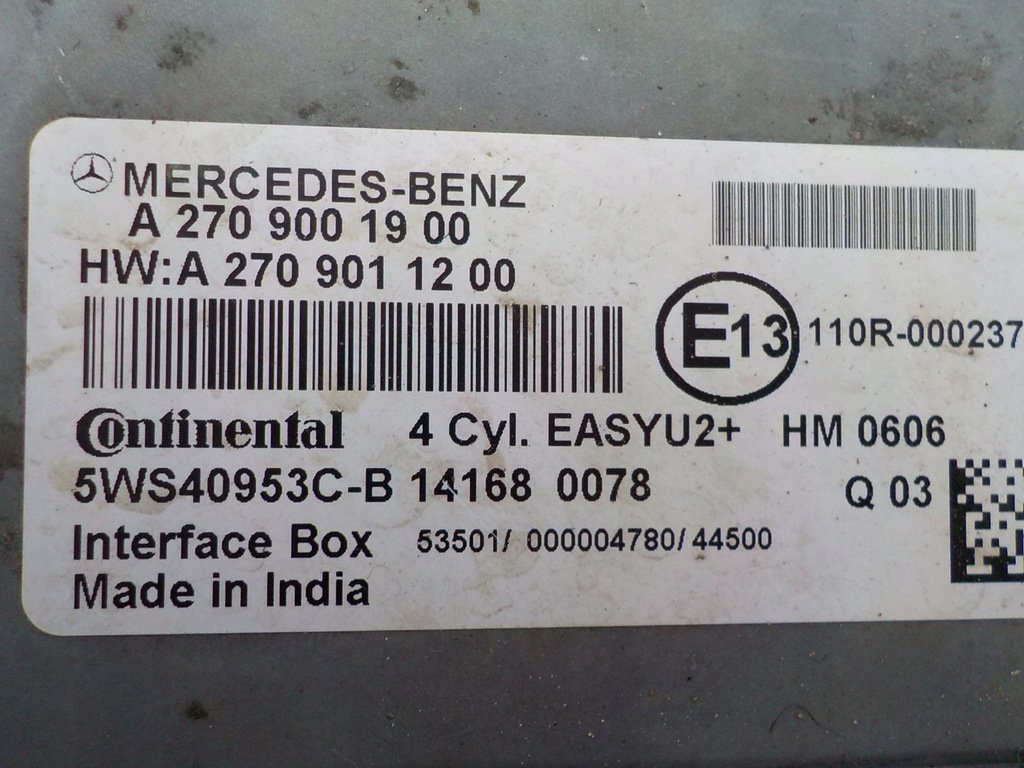 MERCEDES-BENZ
A 270 900 19 00
HW:A 270 901 12 00
E13 110R-000237
Continental 4 Cyl. EASYU2+ HM 0606
5WS40953C-B 14168 0078 Q 03
Interface Box 53501/ 000004780/44500
Made in India